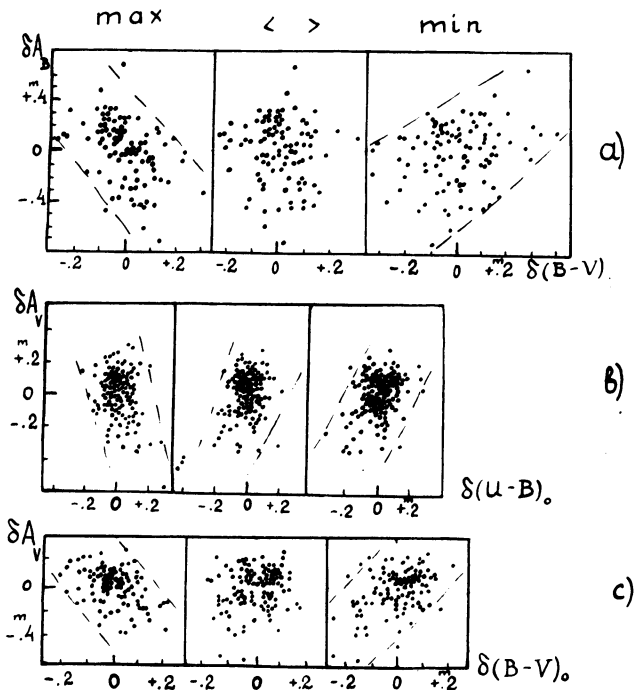 max < > min
δA_B
m
+.4
0
-.4
a)
-.2 0 +.2 -.2 0 +.2 -.2 0 +.2 m δ(B-V)
δA_V
m
+.2
0
-.2
b)
-.2 0 +.2 -.2 0 +.2 -.2 0 +.2 m δ(U-B)₀
δA_V
0
m
-.4
c)
-.2 0 +.2 -.2 0 +.2 -.2 0 +.2 m δ(B-V)₀